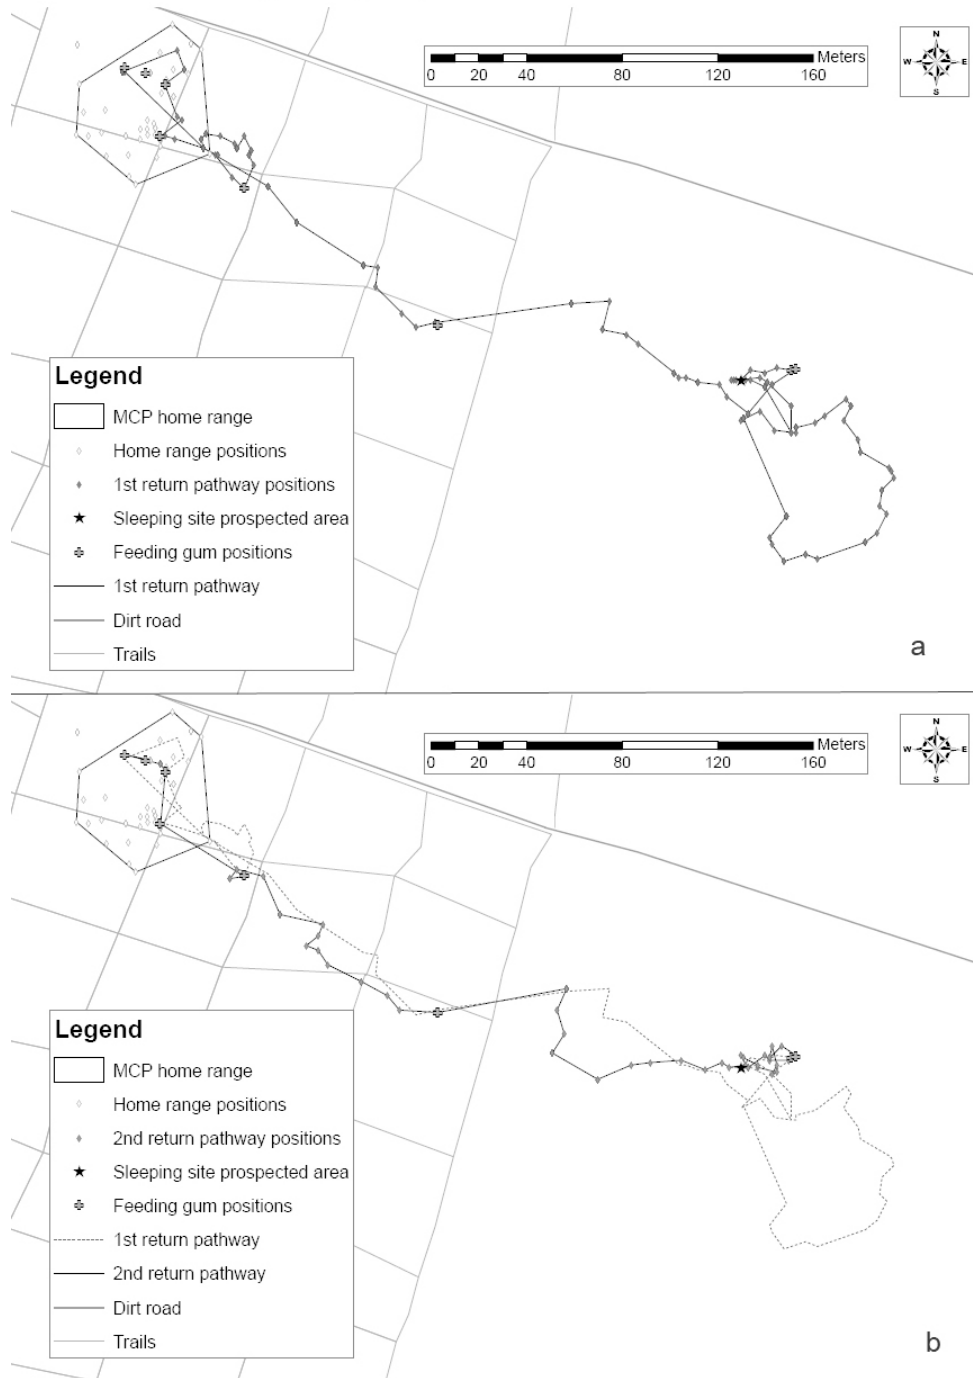 N
W E
S
Meters
0 20 40 80 120 160
Legend
MCP home range
Home range positions
1st return pathway positions
Sleeping site prospected area
Feeding gum positions
1st return pathway
Dirt road
Trails
a
N
W E
S
Meters
0 20 40 80 120 160
Legend
MCP home range
Home range positions
2nd return pathway positions
Sleeping site prospected area
Feeding gum positions
1st return pathway
2nd return pathway
Dirt road
Trails
b